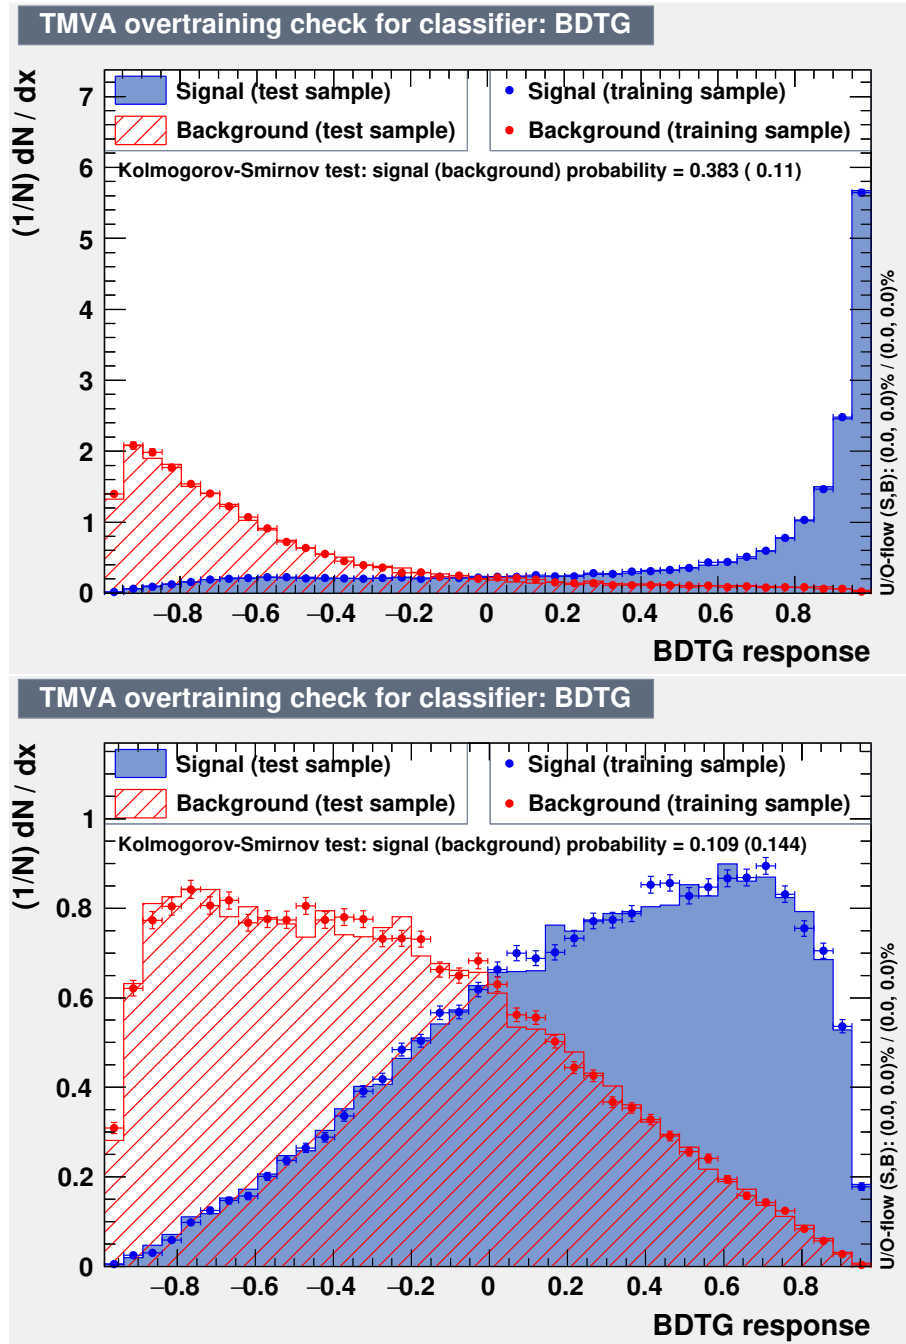 TMVA overtraining check for classifier: BDTG
(1/N) dN / dx
7
6
5
4
3
2
1
0
Signal (test sample)
Background (test sample)
Signal (training sample)
Background (training sample)
Kolmogorov-Smirnov test: signal (background) probability = 0.383 ( 0.11)
−0.8 −0.6 −0.4 −0.2 0 0.2 0.4 0.6 0.8
BDTG response
U/O-flow (S,B): (0.0, 0.0)% / (0.0, 0.0)%
TMVA overtraining check for classifier: BDTG
(1/N) dN / dx
1
0.8
0.6
0.4
0.2
0
Signal (test sample)
Background (test sample)
Signal (training sample)
Background (training sample)
Kolmogorov-Smirnov test: signal (background) probability = 0.109 (0.144)
−0.8 −0.6 −0.4 −0.2 0 0.2 0.4 0.6 0.8
BDTG response
U/O-flow (S,B): (0.0, 0.0)% / (0.0, 0.0)%